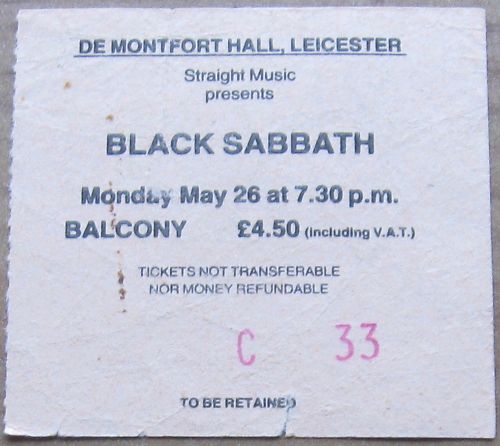 DE MONTFORT HALL, LEICESTER
Straight Music
presents
BLACK SABBATH
Monday May 26 at 7.30 p.m.
BALCONY £4.50 (including V.A.T.)
TICKETS NOT TRANSFERABLE
NOR MONEY REFUNDABLE
C 33
TO BE RETAINED